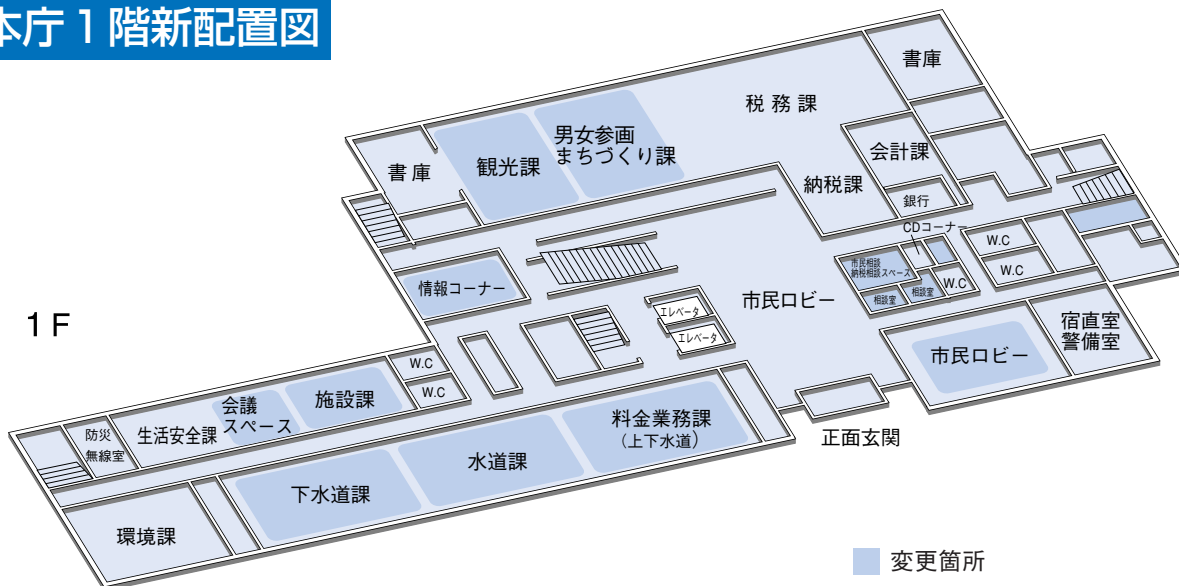 本庁1階新配置図
書庫
税務課
男女参画
まちづくり課
会計課
書庫
観光課
納税課
銀行
CDコーナー
W.C
市民相談
納税相談スペース
W.C
情報コーナー
相談室
相談室
W.C
市民ロビー
エレベータ
エレベータ
1F
宿直室
警備室
市民ロビー
W.C
W.C
施設課
会議
スペース
料金業務課
(上下水道)
正面玄関
防災
無線室
生活安全課
水道課
下水道課
環境課
変更箇所